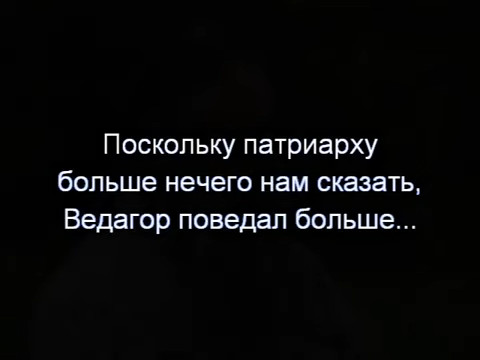 Поскольку патриарху
больше нечего нам сказать,
Ведагор поведал больше...